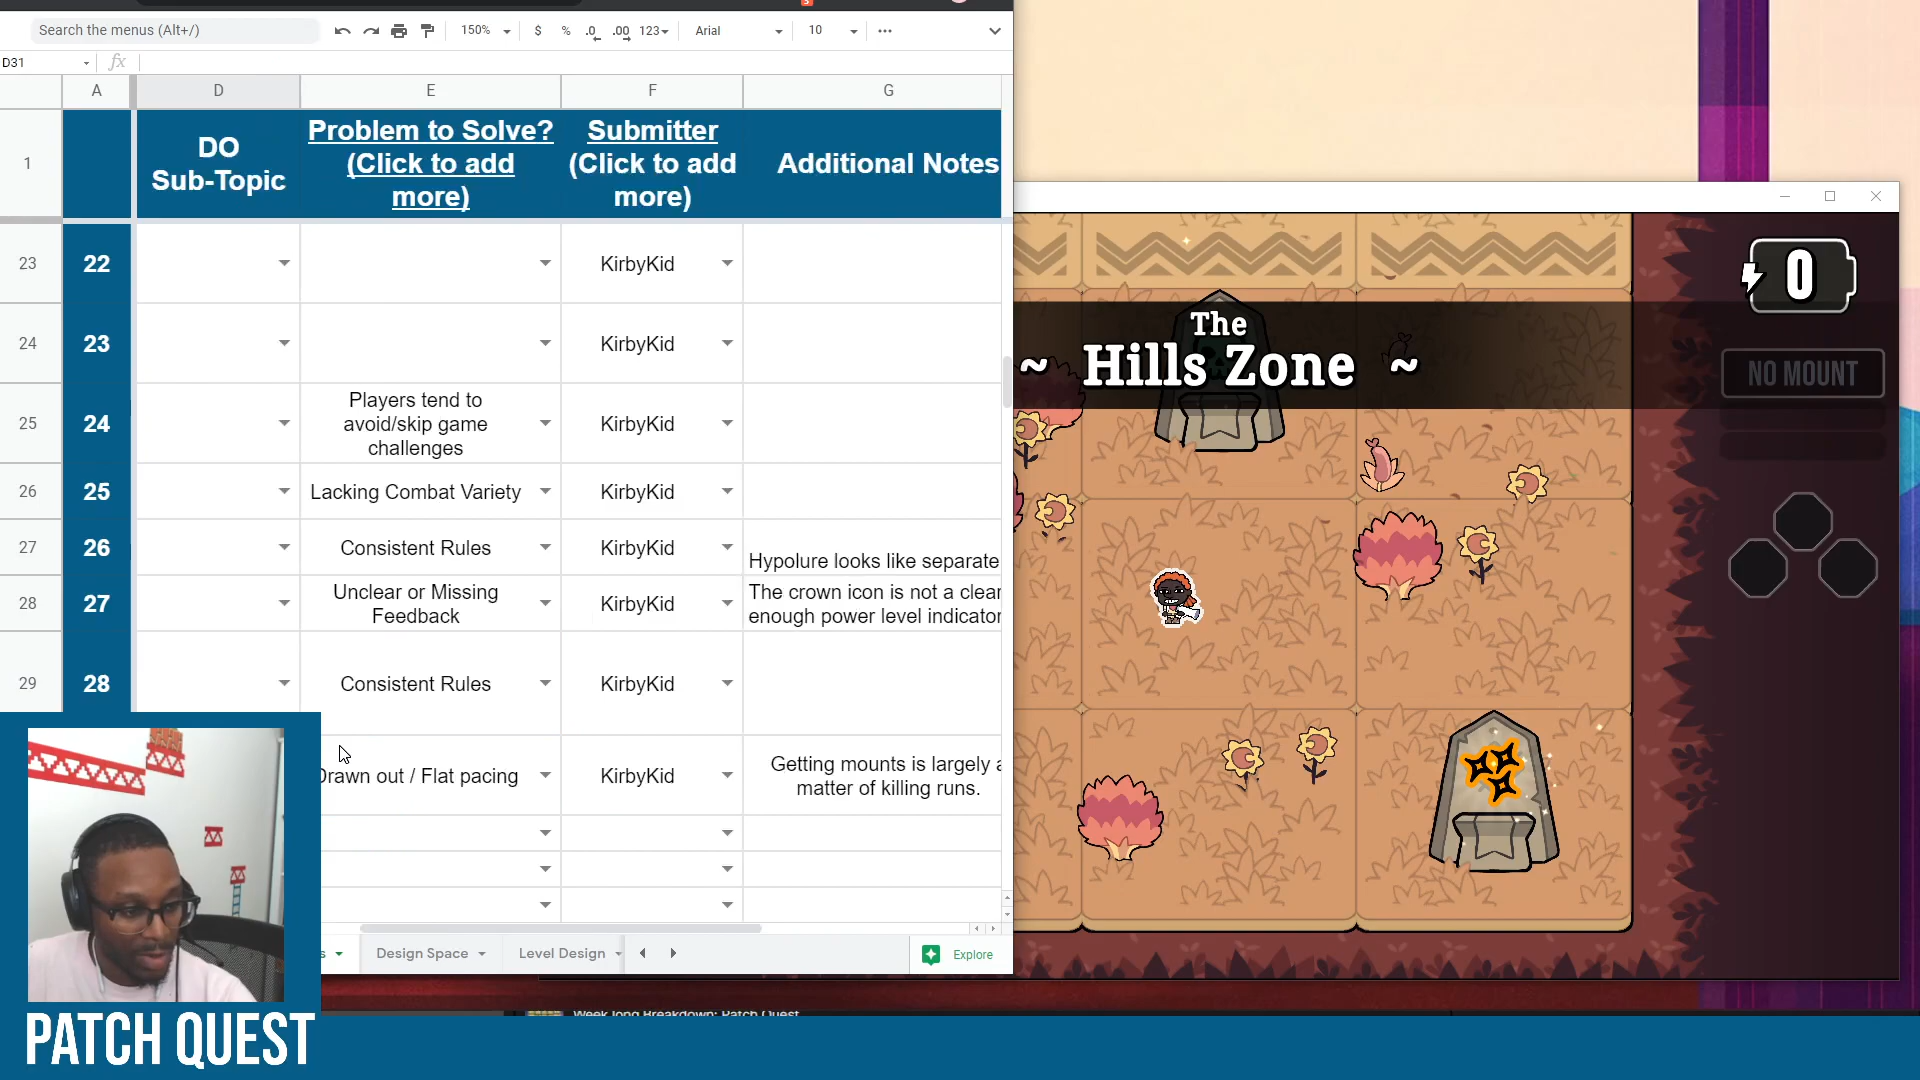 Search the menus (Alt+/)
150%
$
%
.0
.00
123
Arial
10
D31
fx
A
D
E
F
G
1
DO
Sub-Topic
Problem to Solve?
(Click to add
more)
Submitter
(Click to add
more)
Additional Notes
23
22
KirbyKid
24
23
KirbyKid
25
24
Players tend to
avoid/skip game
challenges
KirbyKid
26
25
Lacking Combat Variety
KirbyKid
27
26
Consistent Rules
KirbyKid
Hypolure looks like separate
28
27
Unclear or Missing
Feedback
KirbyKid
The crown icon is not a clear
enough power level indicator
29
28
Consistent Rules
KirbyKid
Drawn out / Flat pacing
KirbyKid
Getting mounts is largely a
matter of killing runs.
s
Design Space
Level Design
Explore
The
~ Hills Zone ~
0
NO MOUNT
Week long Breakdown: Patch Quest
PATCH QUEST